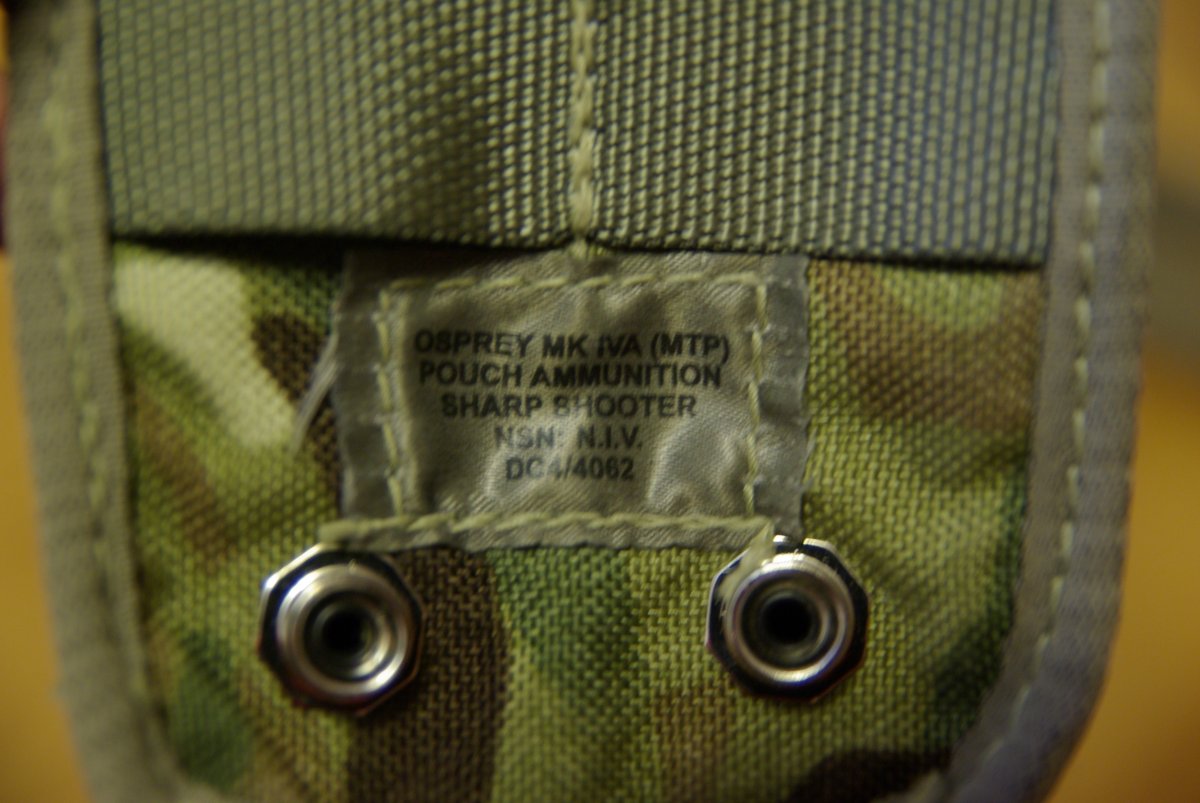 OSPREY MK IVA (MTP)
POUCH AMMUNITION
SHARP SHOOTER
NSN: N.I.V.
DC4/4062